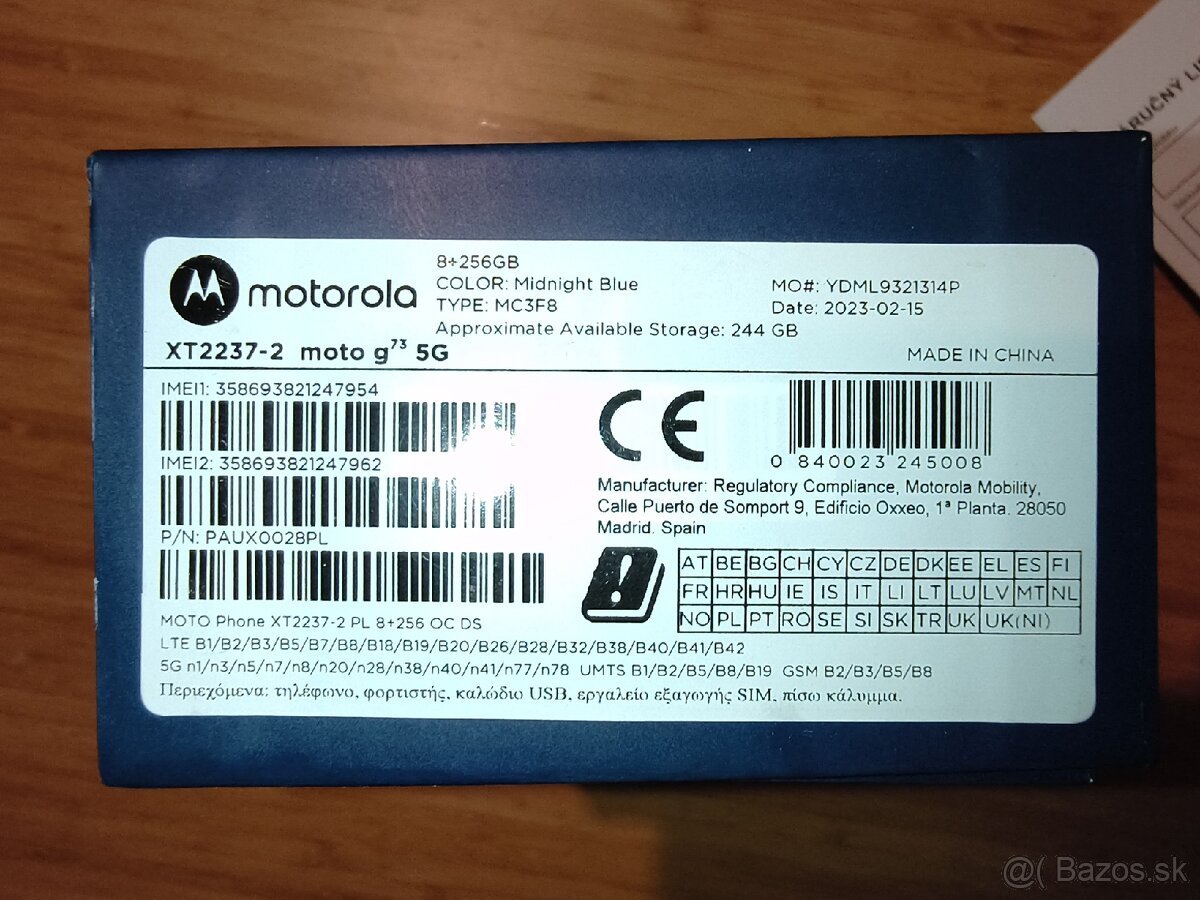 RUČNÝ LIS
motorola
8+256GB
COLOR: Midnight Blue
TYPE: MC3F8
Approximate Available Storage: 244 GB
MO#: YDML9321314P
Date: 2023-02-15
XT2237-2 moto g73 5G
MADE IN CHINA
IMEI1: 358693821247954
IMEI2: 358693821247962
P/N: PAUX0028PL
MOTO Phone XT2237-2 PL 8+256 OC DS
CE
0 840023 245008
Manufacturer: Regulatory Compliance, Motorola Mobility,
Calle Puerto de Somport 9, Edificio Oxxeo, 1ª Planta. 28050
Madrid. Spain
AT BE BG CH CY CZ DE DK EE EL ES FI
FR HR HU IE IS IT LI LT LU LV MT NL
NO PL PT RO SE SI SK TR UK UK(NI)
LTE B1/B2/B3/B5/B7/B8/B18/B19/B20/B26/B28/B32/B38/B40/B41/B42
5G n1/n3/n5/n7/n8/n20/n28/n38/n40/n41/n77/n78 UMTS B1/B2/B5/B8/B19 GSM B2/B3/B5/B8
Περιεχόμενα: τηλέφωνο, φορτιστής, καλώδιο USB, εργαλείο εξαγωγής SIM, πίσω κάλυμμα.
@( Bazos.sk